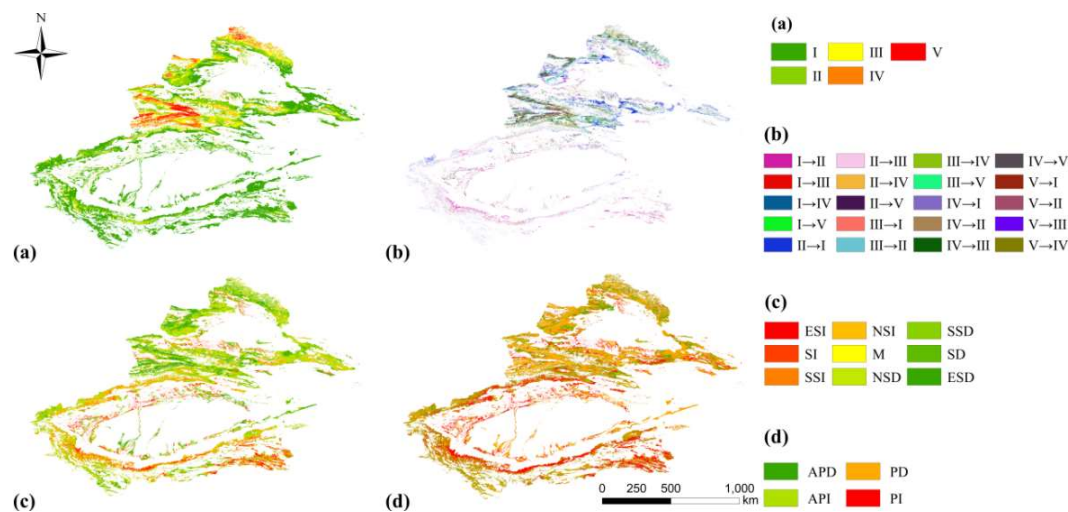 N
(a)
I III V
II IV
(a)
(b)
(b)
I→II II→III III→IV IV→V
I→III II→IV III→V V→I
I→IV II→V IV→I V→II
I→V III→I IV→II V→III
II→I III→II IV→III V→IV
(c)
ESI NSI SSD
SI M SD
SSI NSD ESD
(c)
(d)
0 250 500 1,000
km
(d)
APD PD
API PI